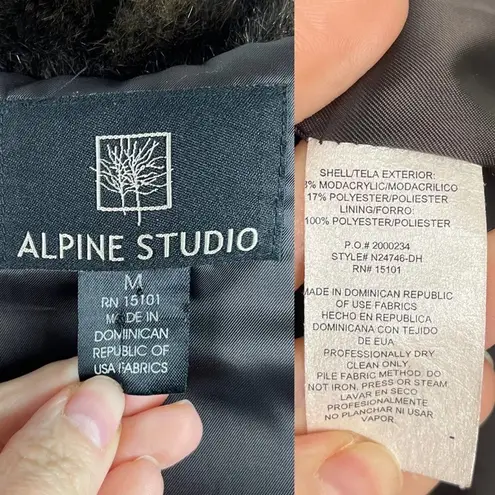 ALPINE STUDIO
M
RN 15101
MADE IN
DOMINICAN
REPUBLIC OF
USA FABRICS
SHELL/TELA EXTERIOR:
3% MODACRYLIC/MODACRILICO
17% POLYESTER/POLIESTER
LINING/FORRO:
100% POLYESTER/POLIESTER
P.O.# 2000234
STYLE# N24746-DH
RN# 15101
MADE IN DOMINICAN REPUBLIC
OF USE FABRICS
HECHO EN REPUBLICA
DOMINICANA CON TEJIDO
DE EUA
PROFESSIONALLY DRY
CLEAN ONLY
PILE FABRIC METHOD. DO
NOT IRON, PRESS OR STEAM
LAVAR EN SECO
PROFESIONALMENTE
NO PLANCHAR NI USAR
VAPOR.